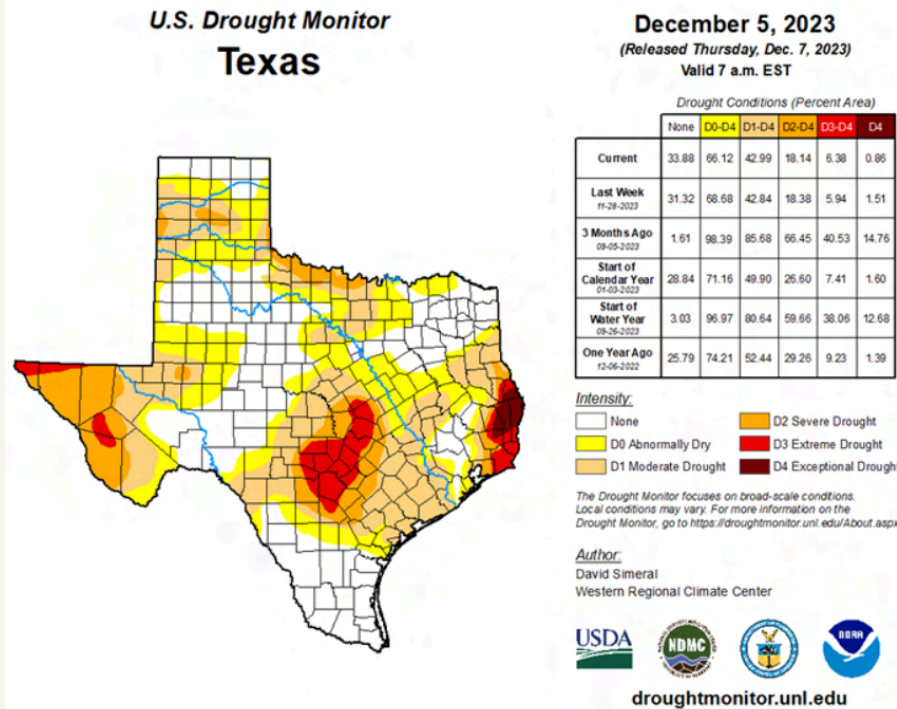 U.S. Drought Monitor
Texas
December 5, 2023
(Released Thursday, Dec. 7, 2023)
Valid 7 a.m. EST
Drought Conditions (Percent Area)
None D0-D4 D1-D4 D2-D4 D3-D4 D4
Current 33.88 66.12 42.99 18.14 6.38 0.86
Last Week
11-28-2023 31.32 68.68 42.84 18.38 5.94 1.51
3 Months Ago
09-05-2023 1.61 98.39 85.68 66.45 40.53 14.76
Start of
Calendar Year
01-03-2023 28.84 71.16 49.90 26.60 7.41 1.60
Start of
Water Year
09-26-2023 3.03 96.97 80.64 59.66 38.06 12.68
One Year Ago
12-06-2022 25.79 74.21 52.44 29.26 9.23 1.39
Intensity:
None
D0 Abnormally Dry
D1 Moderate Drought
D2 Severe Drought
D3 Extreme Drought
D4 Exceptional Drought
The Drought Monitor focuses on broad-scale conditions.
Local conditions may vary. For more information on the
Drought Monitor, go to https://droughtmonitor.unl.edu/About.aspx
Author:
David Simeral
Western Regional Climate Center
USDA
NDMC
NOAA
droughtmonitor.unl.edu